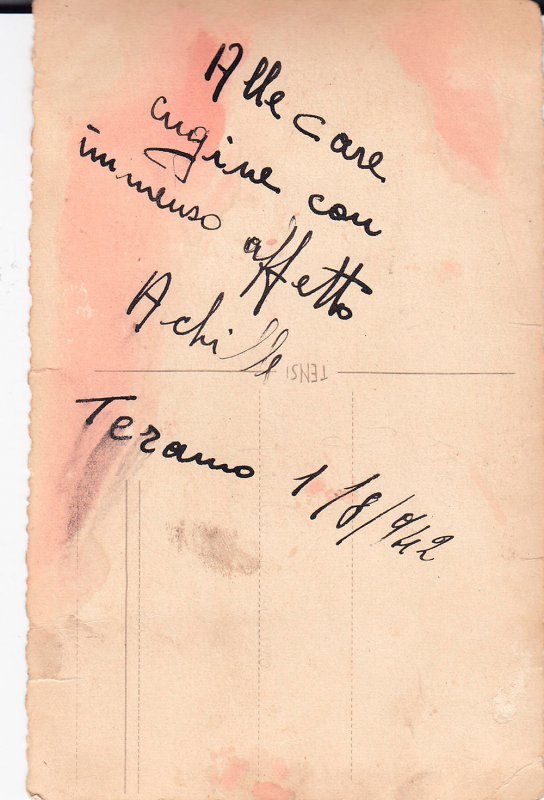 Alle care
cugine con
immenso affetto
Achille
TENSI
Teramo 1/8/942